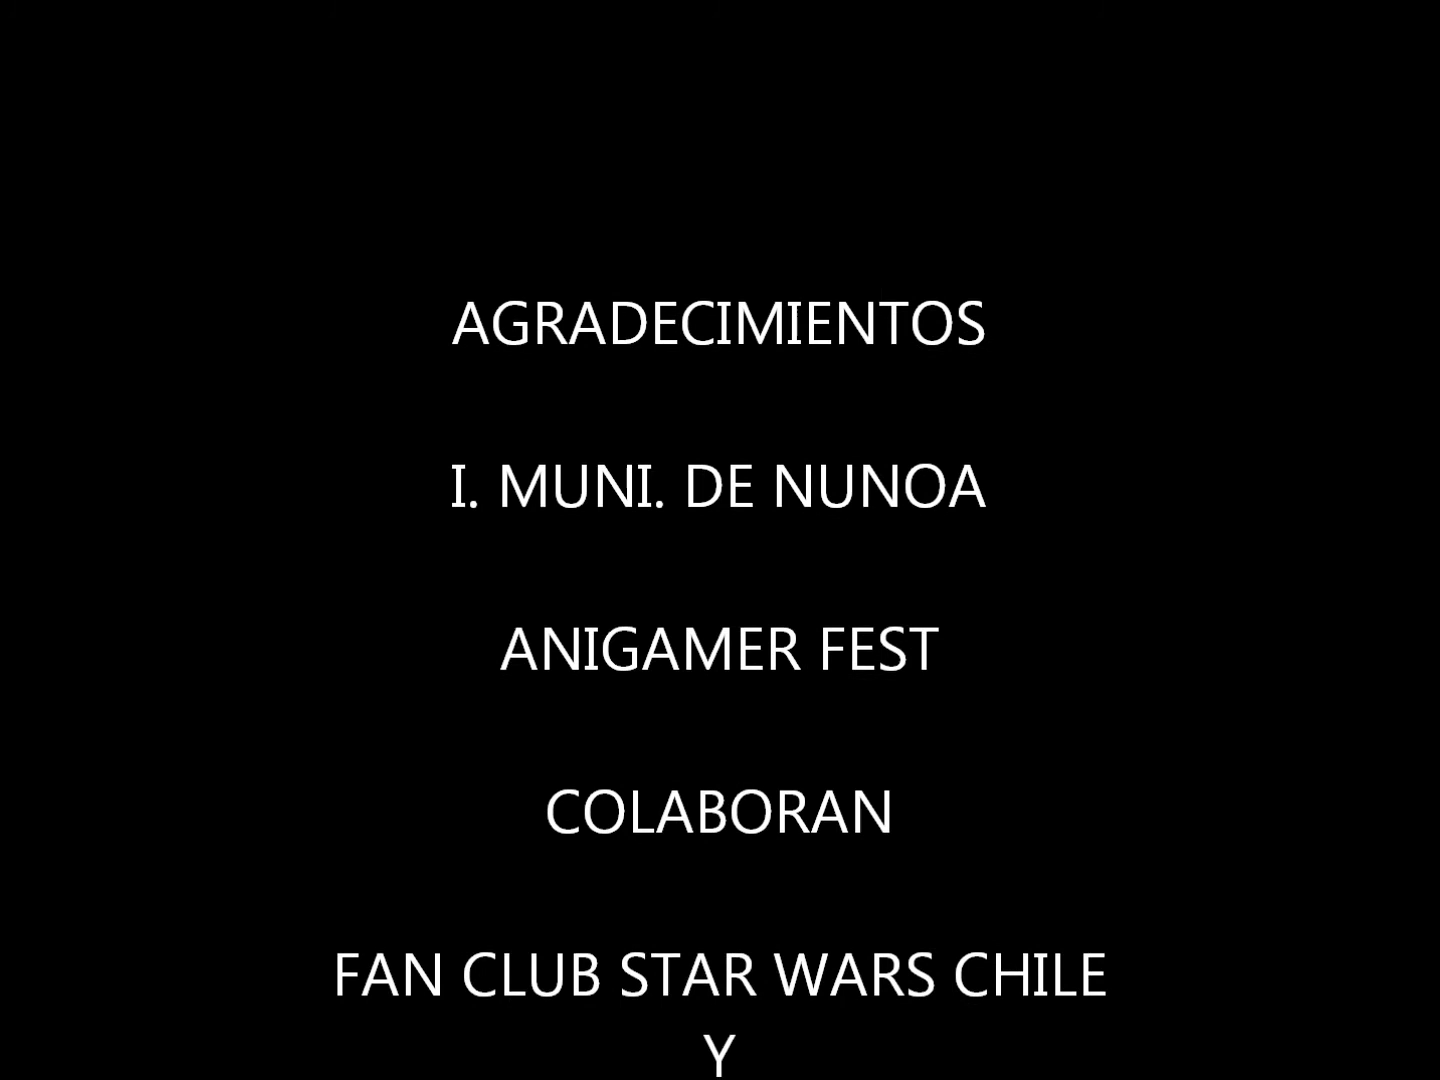 AGRADECIMIENTOS
I. MUNI. DE NUNOA
ANIGAMER FEST
COLABORAN
FAN CLUB STAR WARS CHILE
Y